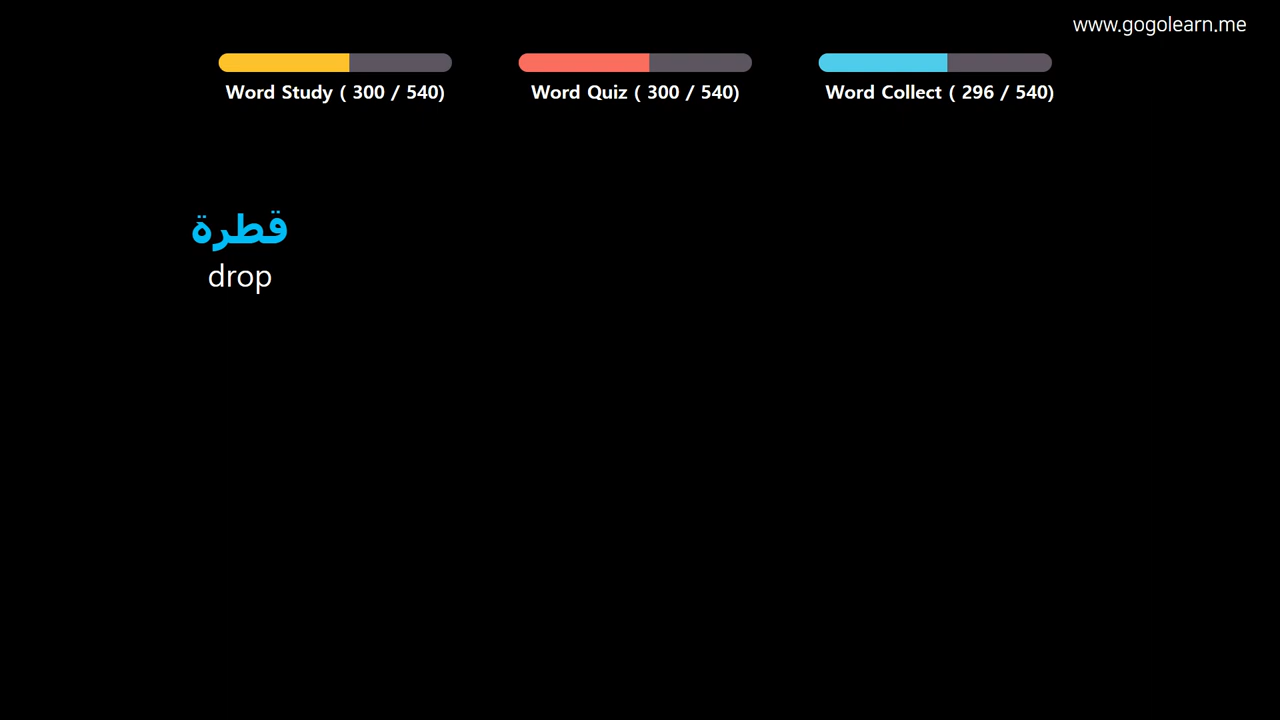 www.gogolearn.me
Word Study ( 300 / 540)
Word Quiz ( 300 / 540)
Word Collect ( 296 / 540)
قطرة
drop